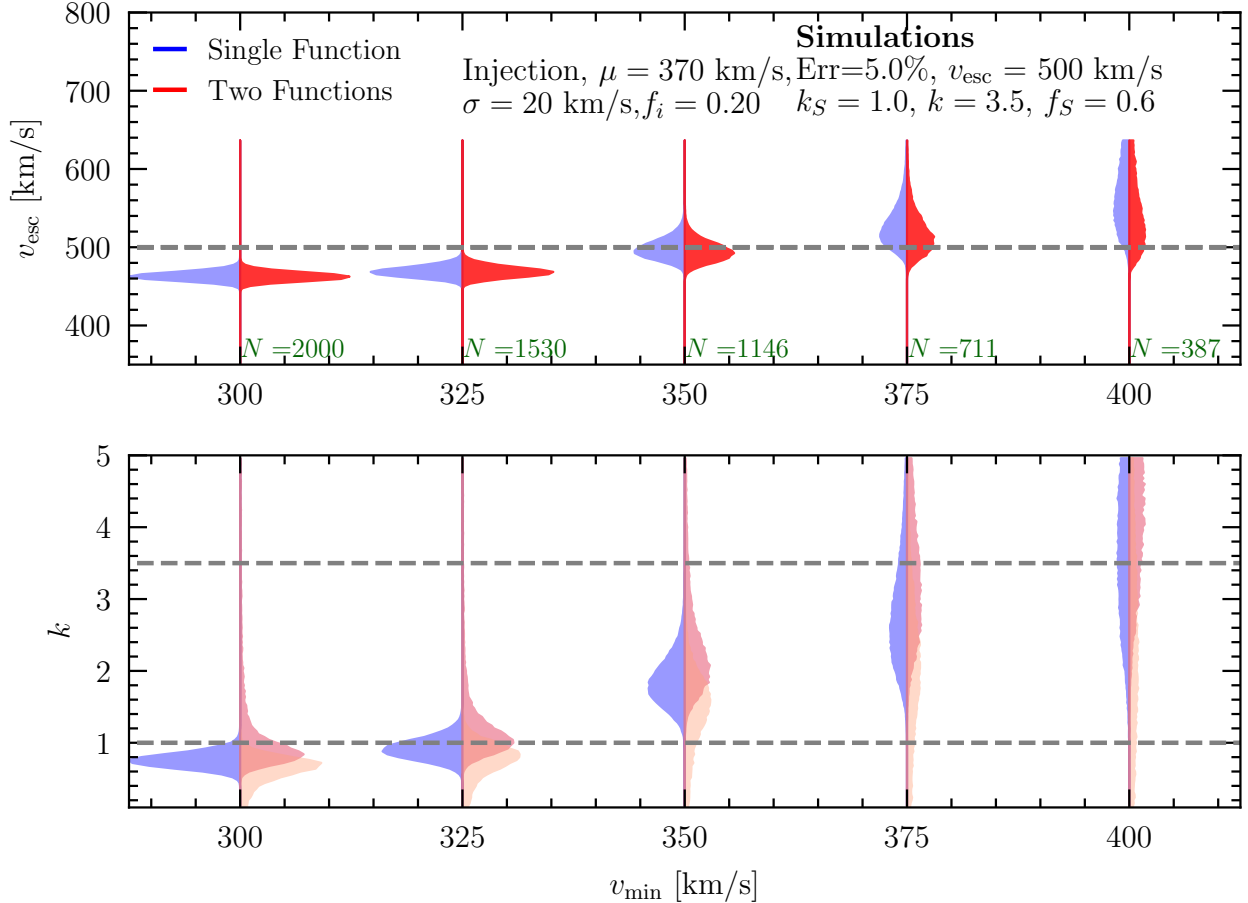 Single Function
Two Functions
Injection, μ = 370 km/s,
σ = 20 km/s,f_i = 0.20
Simulations
Err=5.0%, v_esc = 500 km/s
k_S = 1.0, k = 3.5, f_S = 0.6
v_esc [km/s]
800
700
600
500
400
N =2000
N =1530
N =1146
N =711
N =387
300
325
350
375
400
k
5
4
3
2
1
300
325
350
375
400
v_min [km/s]